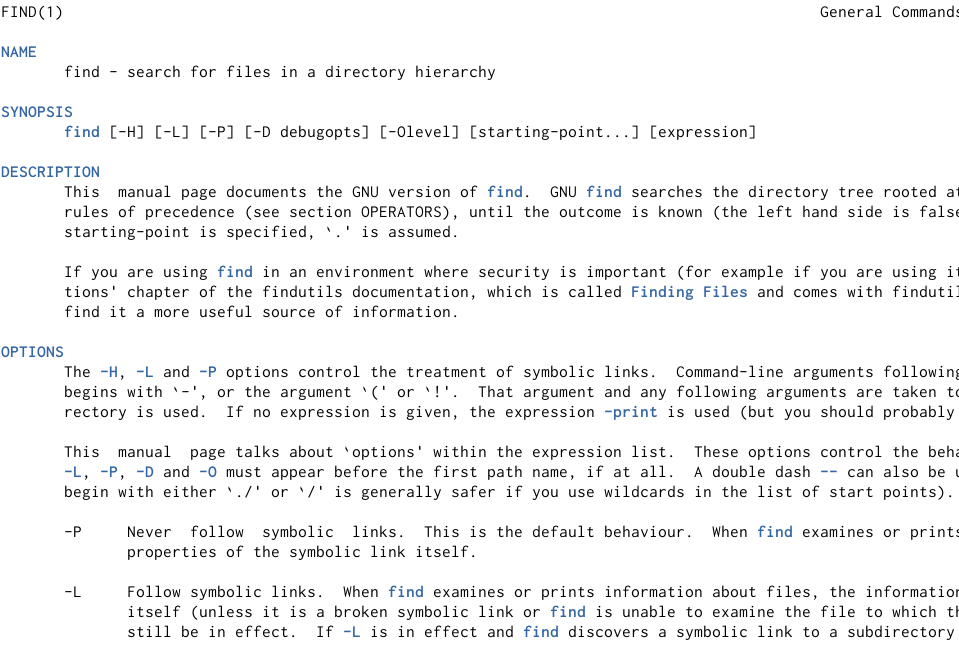 FIND(1) General Commands
NAME
find - search for files in a directory hierarchy
SYNOPSIS
find [-H] [-L] [-P] [-D debugopts] [-Olevel] [starting-point...] [expression]
DESCRIPTION
This manual page documents the GNU version of find. GNU find searches the directory tree rooted at
rules of precedence (see section OPERATORS), until the outcome is known (the left hand side is false
starting-point is specified, `.' is assumed.
If you are using find in an environment where security is important (for example if you are using it
tions' chapter of the findutils documentation, which is called Finding Files and comes with findutil
find it a more useful source of information.
OPTIONS
The -H, -L and -P options control the treatment of symbolic links. Command-line arguments following
begins with `-', or the argument `(' or `!'. That argument and any following arguments are taken to
rectory is used. If no expression is given, the expression -print is used (but you should probably
This manual page talks about `options' within the expression list. These options control the beha
-L, -P, -D and -O must appear before the first path name, if at all. A double dash -- can also be u
begin with either `./' or `/' is generally safer if you use wildcards in the list of start points).
-P Never follow symbolic links. This is the default behaviour. When find examines or prints
properties of the symbolic link itself.
-L Follow symbolic links. When find examines or prints information about files, the information
itself (unless it is a broken symbolic link or find is unable to examine the file to which th
still be in effect. If -L is in effect and find discovers a symbolic link to a subdirectory